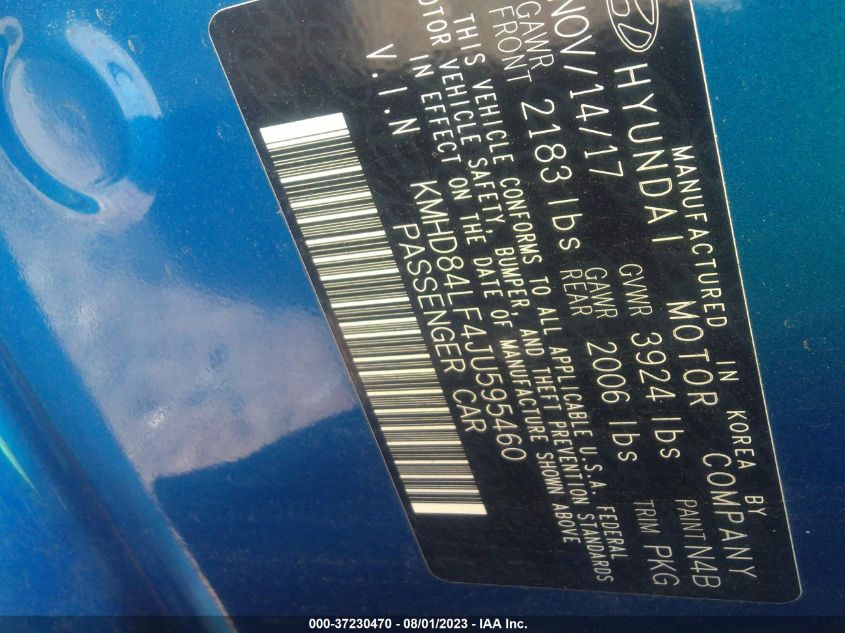 MANUFACTURED IN KOREA BY
HYUNDAI MOTOR COMPANY
NOV/14/17 GVWR 3924 lbs PAINT N4B
GAWR FRONT 2183 lbs GAWR REAR 2006 lbs TRIM PKG
THIS VEHICLE CONFORMS TO ALL APPLICABLE U.S.A. FEDERAL
MOTOR VEHICLE SAFETY, BUMPER, AND THEFT PREVENTION STANDARDS
IN EFFECT ON THE DATE OF MANUFACTURE SHOWN ABOVE
V.I.N KMHD84LF4JU595460
PASSENGER CAR
000-37230470 - 08/01/2023 - IAA Inc.